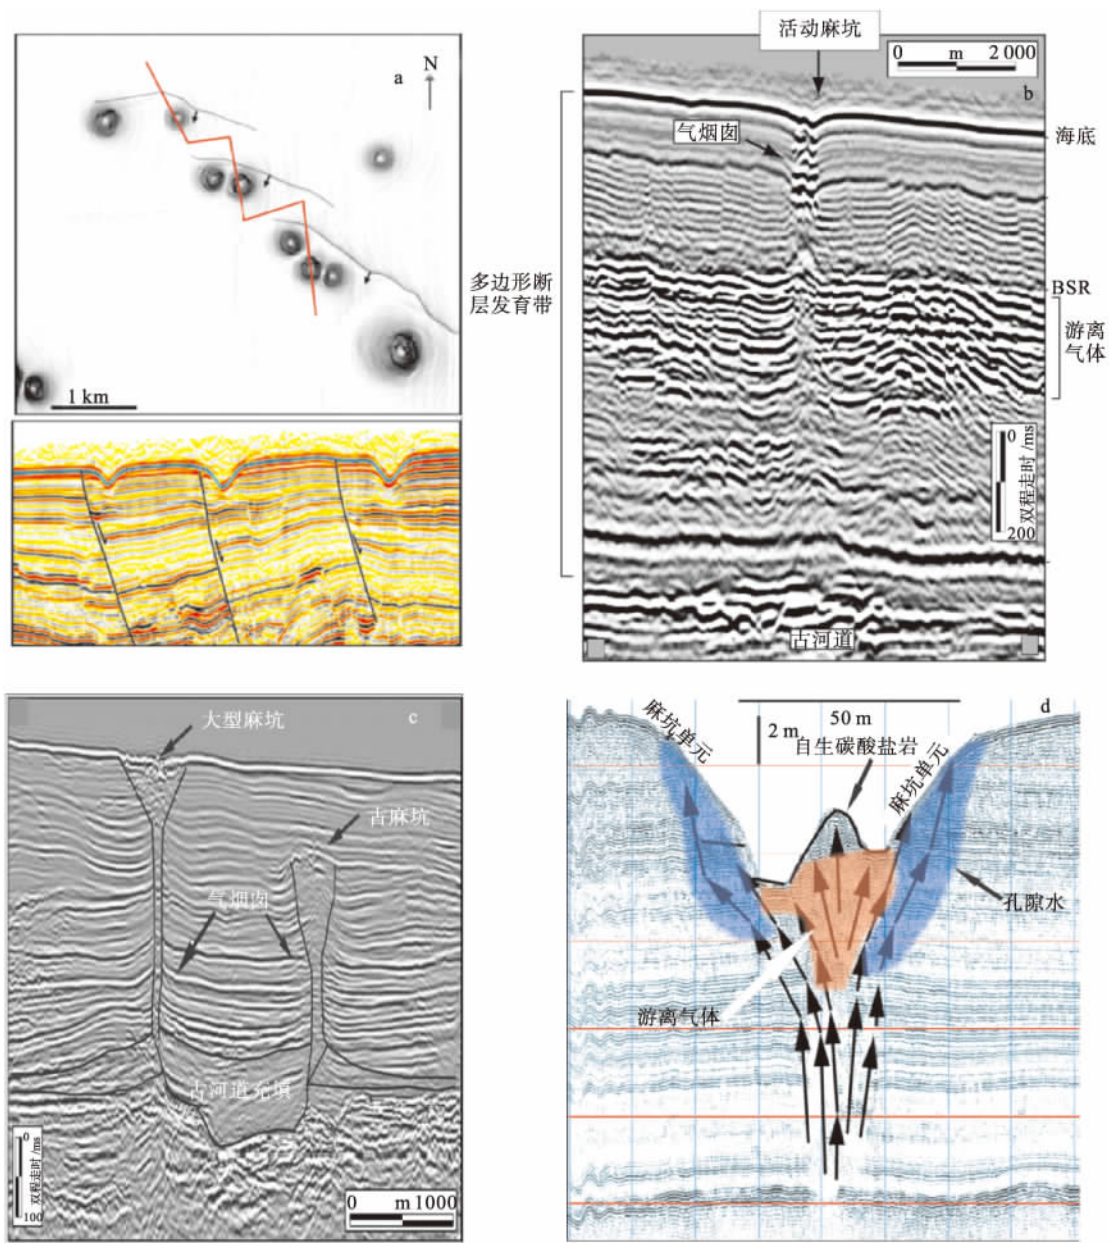 a
N
1 km
活动麻坑
0 m 2 000
b
气烟囱
海底
多边形断
层发育带
BSR
游离
气体
0
双程走时/ms
200
古河道
大型麻坑
c
古麻坑
气烟囱
古河道充填
0
双程走时/ms
100
0 m 1000
d
麻坑单元
50 m
2 m
自生碳酸盐岩
麻坑单元
孔隙水
游离气体